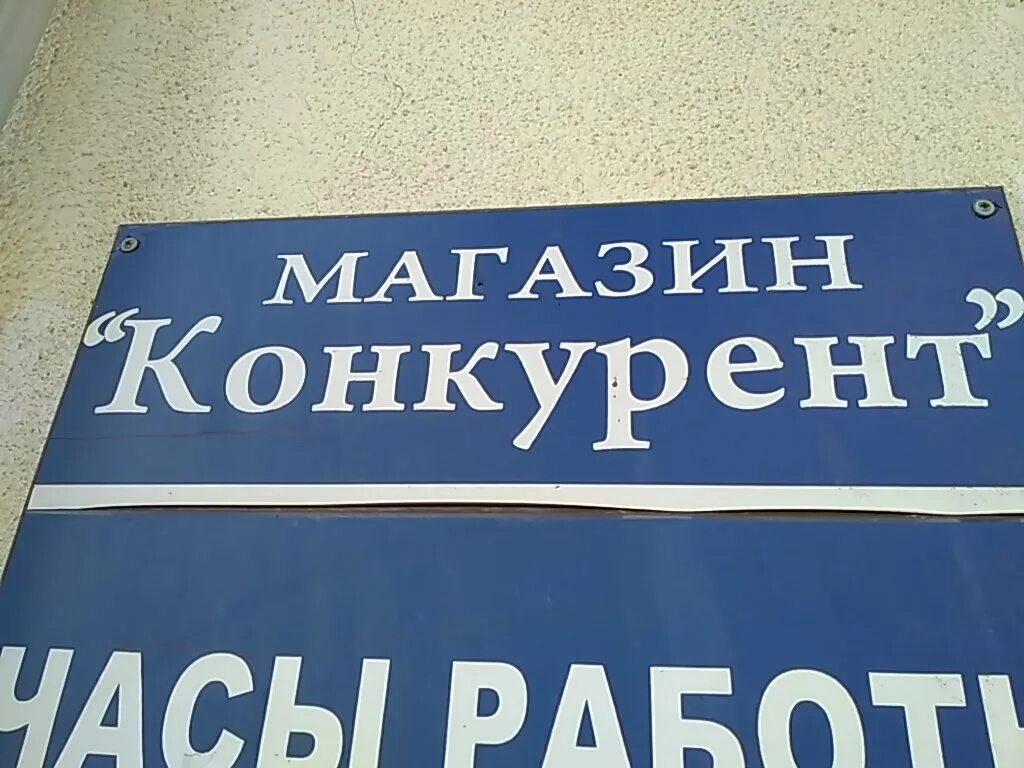 МАГАЗИН
“Конкурент”
ЧАСЫ РАБОТЫ